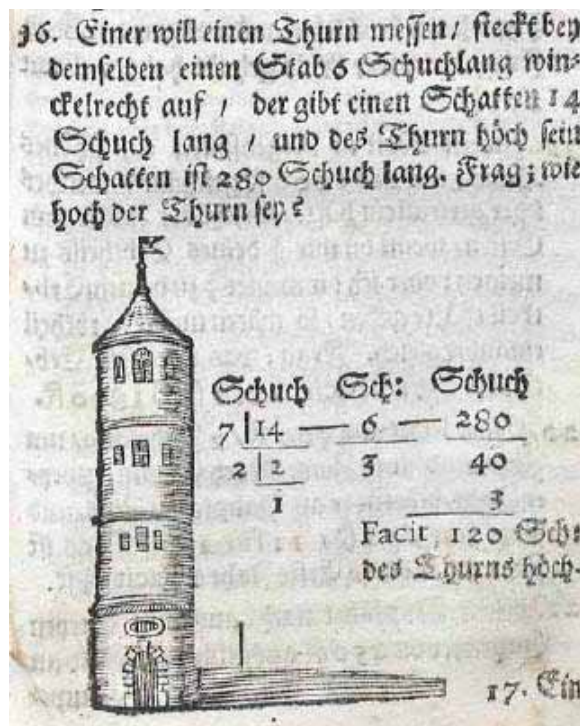 36. Einer will einen Thurn messen / steckt bey
demselben einen Stab 6 Schuchlang win⸗
ckelrecht auf / der gibt einen Schatten 14
Schuch lang / und des Thurn höch sein
Schatten ist 280 Schuch lang. Frag; wie
hoch der Thurn sey?
Schuch Sch: Schuch
7 | 14 — 6 — 280
2 | 2 3 40
1 3
Facit 120 Sch:
des Thurns höch.
17. Ein